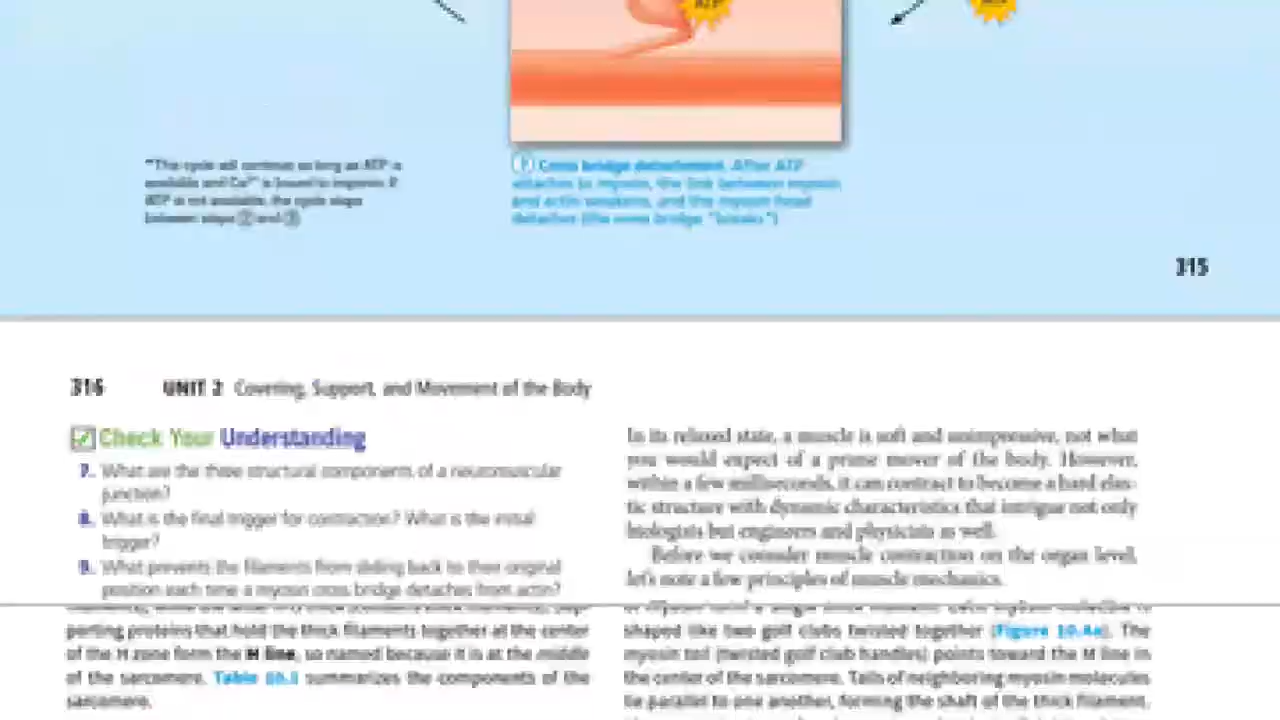 ATP
*This cycle will continue as long as ATP is
available and Ca²⁺ is bound to troponin. If
ATP is not available, the cycle stops
between steps ② and ③.
Cross bridge detachment. After ATP
attaches to myosin, the link between myosin
and actin weakens, and the myosin head
detaches (the cross bridge "breaks").
315
316 UNIT 2 Covering, Support, and Movement of the Body
Check Your Understanding
7. What are the three structural components of a neuromuscular
junction?
8. What is the final trigger for contraction? What is the initial
trigger?
9. What prevents the filaments from sliding back to their original
position each time a myosin cross bridge detaches from actin?
In its relaxed state, a muscle is soft and unimpressive, not what
you would expect of a prime mover of the body. However,
within a few milliseconds, it can contract to become a hard elas-
tic structure with dynamic characteristics that intrigue not only
biologists but engineers and physicists as well.
Before we consider muscle contraction on the organ level,
let's note a few principles of muscle mechanics.
porting proteins that hold the thick filaments together at the center
of the H zone form the M line, so named because it is at the middle
of the sarcomere. Table 10.1 summarizes the components of the
sarcomere.
shaped like two golf clubs twisted together (Figure 10.4a). The
myosin tail (twisted golf club handles) points toward the M line in
the center of the sarcomere. Tails of neighboring myosin molecules
lie parallel to one another, forming the shaft of the thick filament.